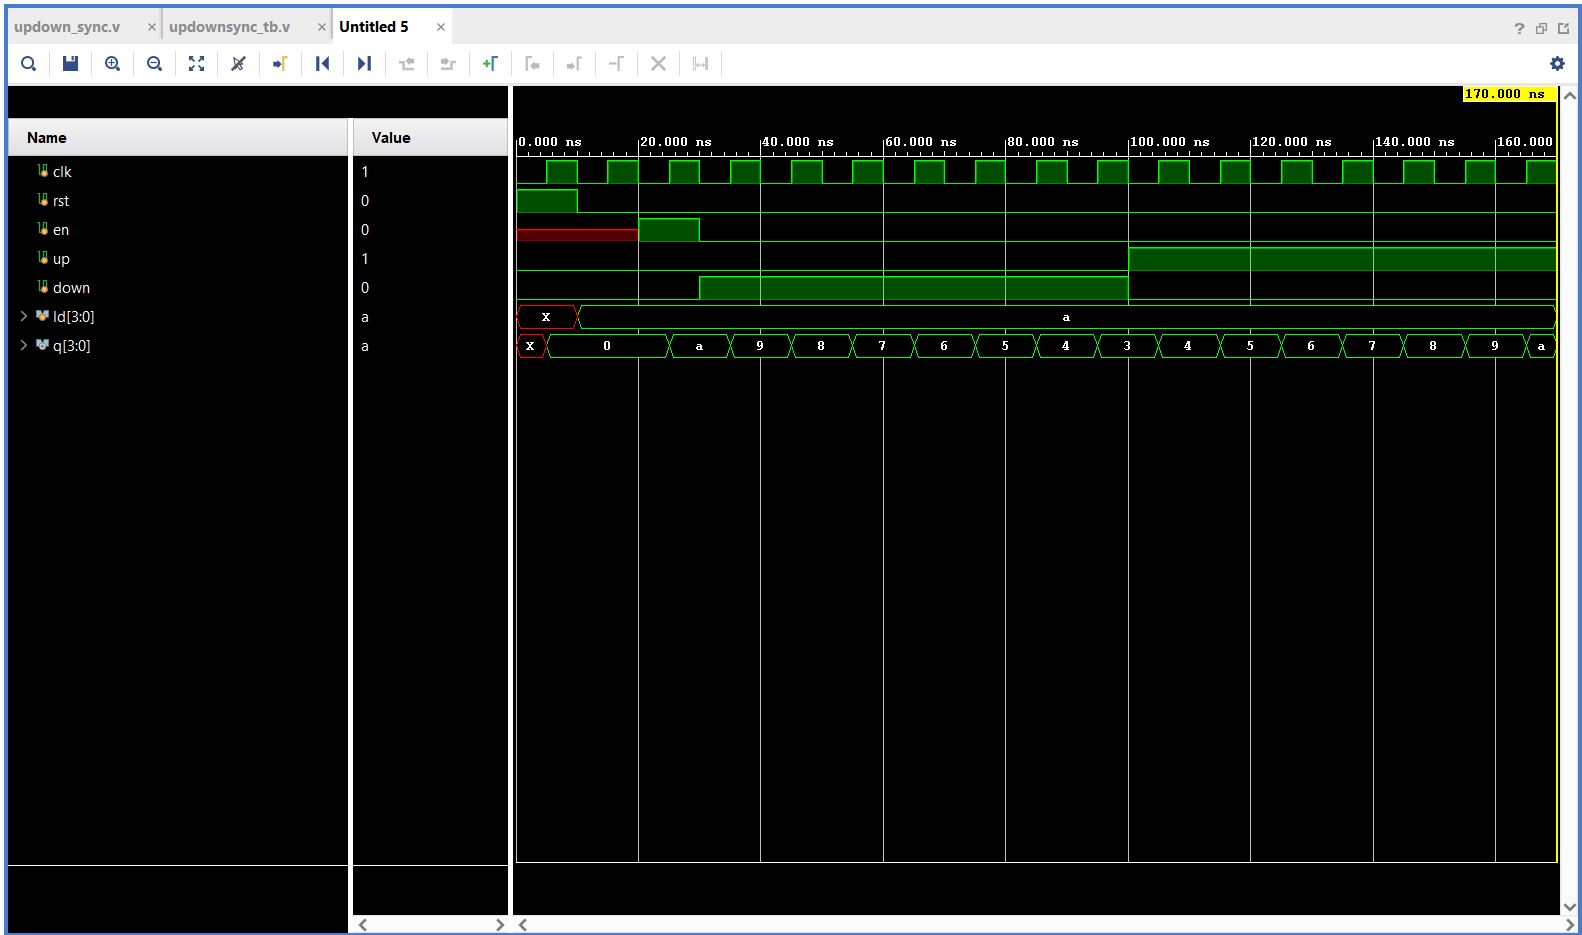 updown_sync.v × updownsync_tb.v × Untitled 5 × ?
170.000 ns
Name Value
0.000 ns 20.000 ns 40.000 ns 60.000 ns 80.000 ns 100.000 ns 120.000 ns 140.000 ns 160.000
clk 1
rst 0
en 0
up 1
down 0
ld[3:0] a X a
q[3:0] a X 0 a 9 8 7 6 5 4 3 4 5 6 7 8 9 a